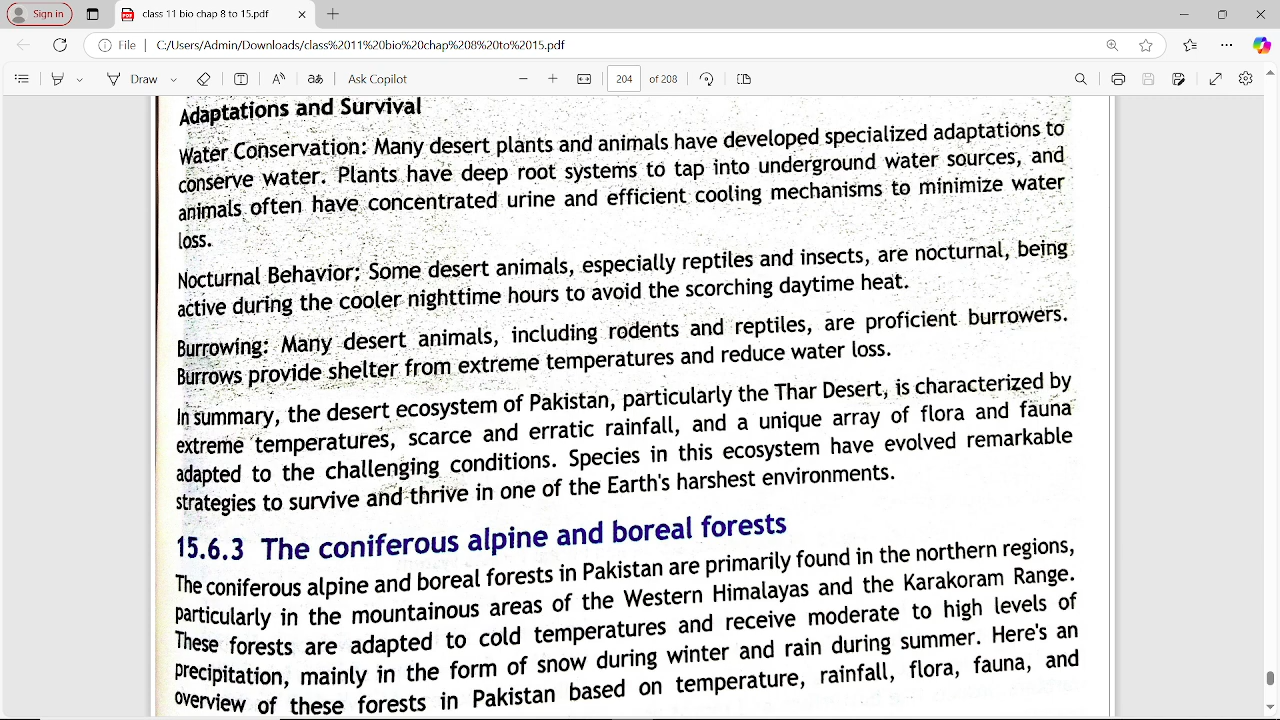 Sign in
class 11 bio chap 8 to 15.pdf
File
C:/Users/Admin/Downloads/class%2011%20bio%20chap%208%20to%2015.pdf
Draw
Ask Copilot
204
of 208
Adaptations and Survival
Water Conservation: Many desert plants and animals have developed specialized adaptations to
conserve water. Plants have deep root systems to tap into underground water sources, and
animals often have concentrated urine and efficient cooling mechanisms to minimize water
loss.
Nocturnal Behavior: Some desert animals, especially reptiles and insects, are nocturnal, being
active during the cooler nighttime hours to avoid the scorching daytime heat.
Burrowing: Many desert animals, including rodents and reptiles, are proficient burrowers.
Burrows provide shelter from extreme temperatures and reduce water loss.
In summary, the desert ecosystem of Pakistan, particularly the Thar Desert, is characterized by
extreme temperatures, scarce and erratic rainfall, and a unique array of flora and fauna
adapted to the challenging conditions. Species in this ecosystem have evolved remarkable
strategies to survive and thrive in one of the Earth's harshest environments.
15.6.3 The coniferous alpine and boreal forests
The coniferous alpine and boreal forests in Pakistan are primarily found in the northern regions,
particularly in the mountainous areas of the Western Himalayas and the Karakoram Range.
These forests are adapted to cold temperatures and receive moderate to high levels of
precipitation, mainly in the form of snow during winter and rain during summer. Here's an
overview of these forests in Pakistan based on temperature, rainfall, flora, fauna, and